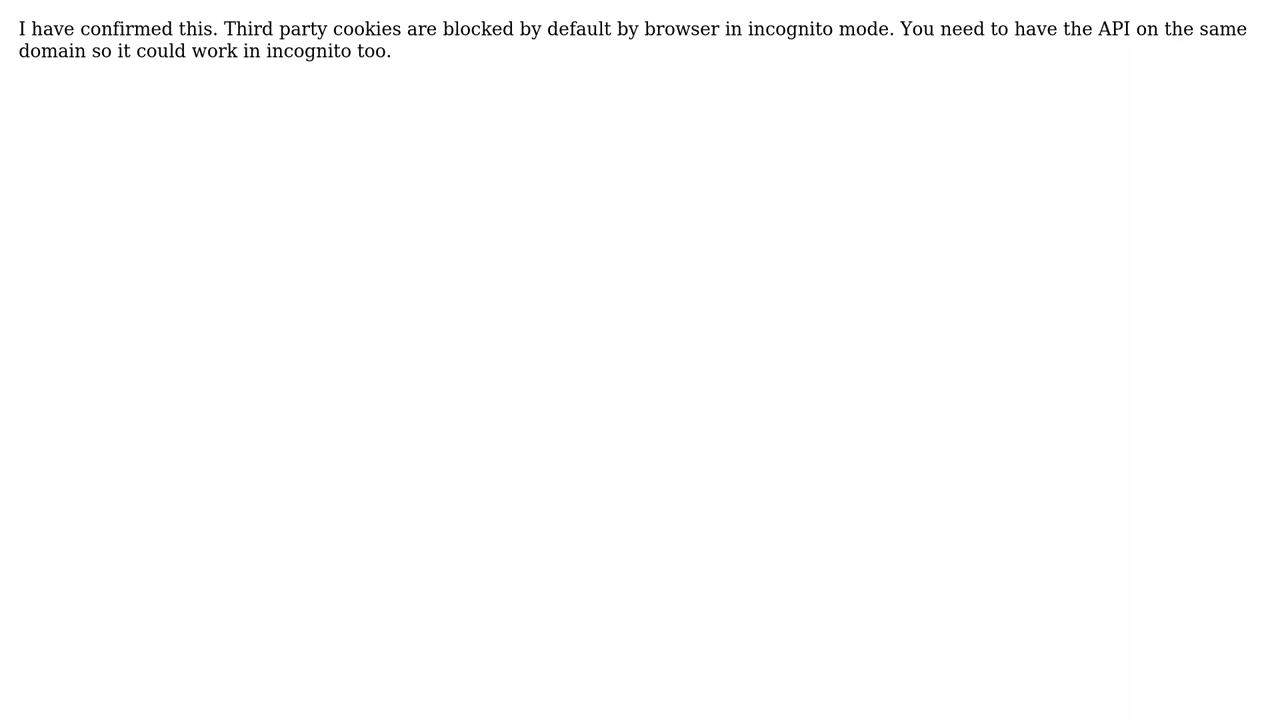 I have confirmed this. Third party cookies are blocked by default by browser in incognito mode. You need to have the API on the same
domain so it could work in incognito too.